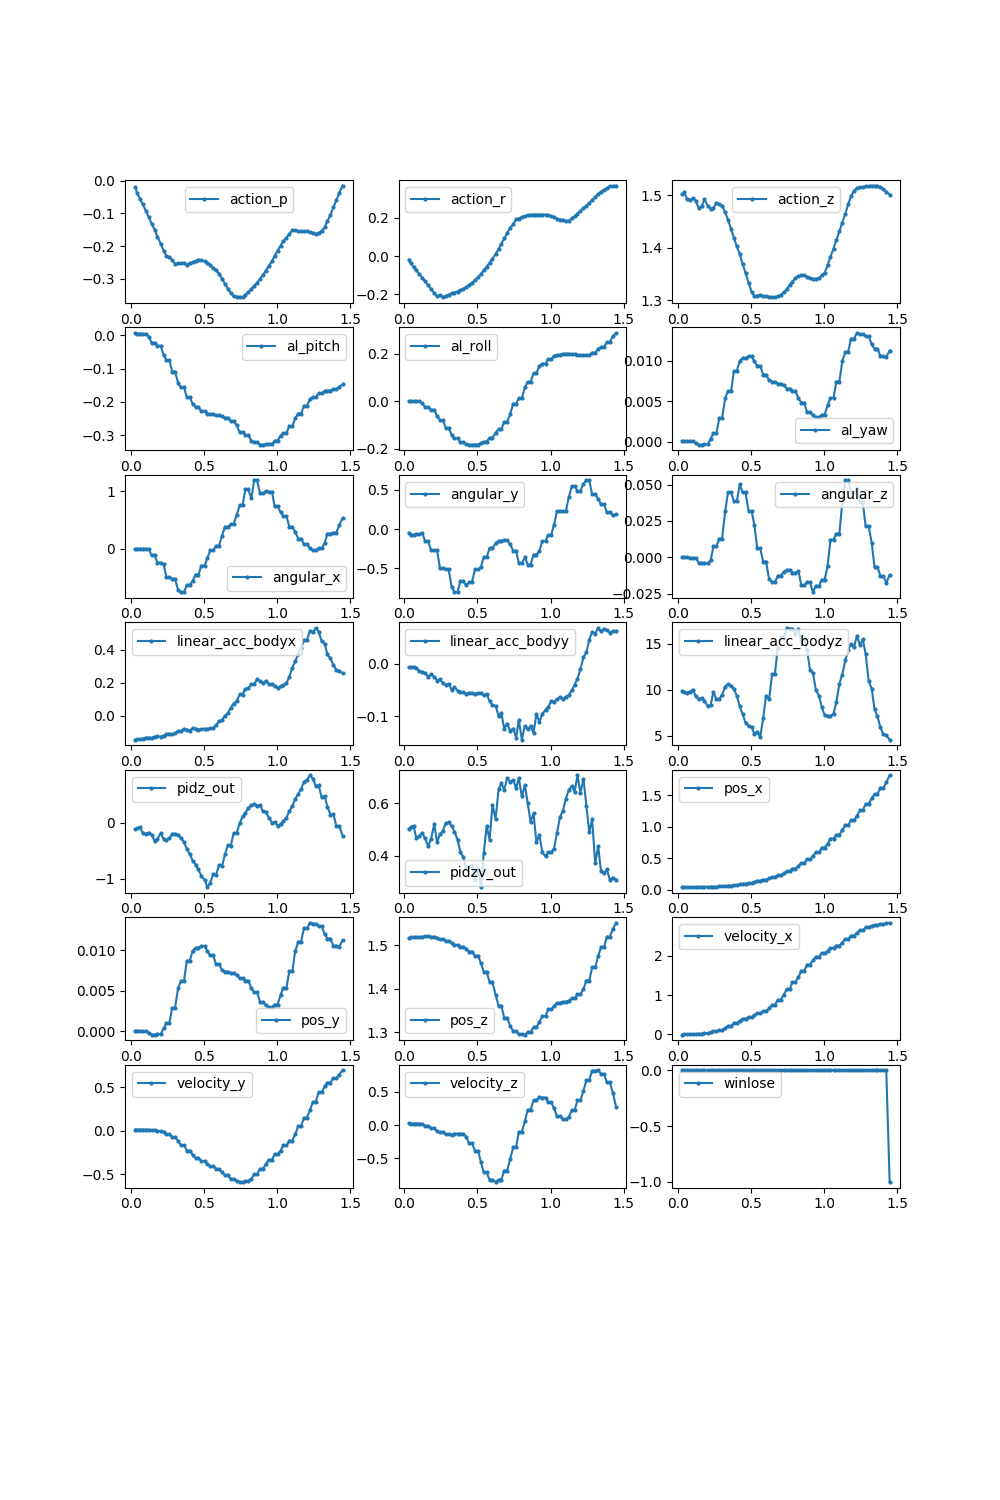 0.0
−0.1
−0.2
−0.3
action_p
0.0 0.5 1.0 1.5
0.2
0.0
−0.2
action_r
0.0 0.5 1.0 1.5
1.5
1.4
1.3
action_z
0.0 0.5 1.0 1.5
0.0
−0.1
−0.2
−0.3
al_pitch
0.0 0.5 1.0 1.5
0.2
0.0
−0.2
al_roll
0.0 0.5 1.0 1.5
0.010
0.005
0.000
al_yaw
0.0 0.5 1.0 1.5
1
0
angular_x
0.0 0.5 1.0 1.5
0.5
0.0
−0.5
angular_y
0.0 0.5 1.0 1.5
0.050
0.025
0.000
−0.025
angular_z
0.0 0.5 1.0 1.5
0.4
0.2
0.0
linear_acc_bodyx
0.0 0.5 1.0 1.5
0.0
−0.1
linear_acc_bodyy
0.0 0.5 1.0 1.5
15
10
5
linear_acc_bodyz
0.0 0.5 1.0 1.5
0
−1
pidz_out
0.0 0.5 1.0 1.5
0.6
0.4
pidzv_out
0.0 0.5 1.0 1.5
1.5
1.0
0.5
0.0
pos_x
0.0 0.5 1.0 1.5
0.010
0.005
0.000
pos_y
0.0 0.5 1.0 1.5
1.5
1.4
1.3
pos_z
0.0 0.5 1.0 1.5
2
1
0
velocity_x
0.0 0.5 1.0 1.5
0.5
0.0
−0.5
velocity_y
0.0 0.5 1.0 1.5
0.5
0.0
−0.5
velocity_z
0.0 0.5 1.0 1.5
0.0
−0.5
−1.0
winlose
0.0 0.5 1.0 1.5